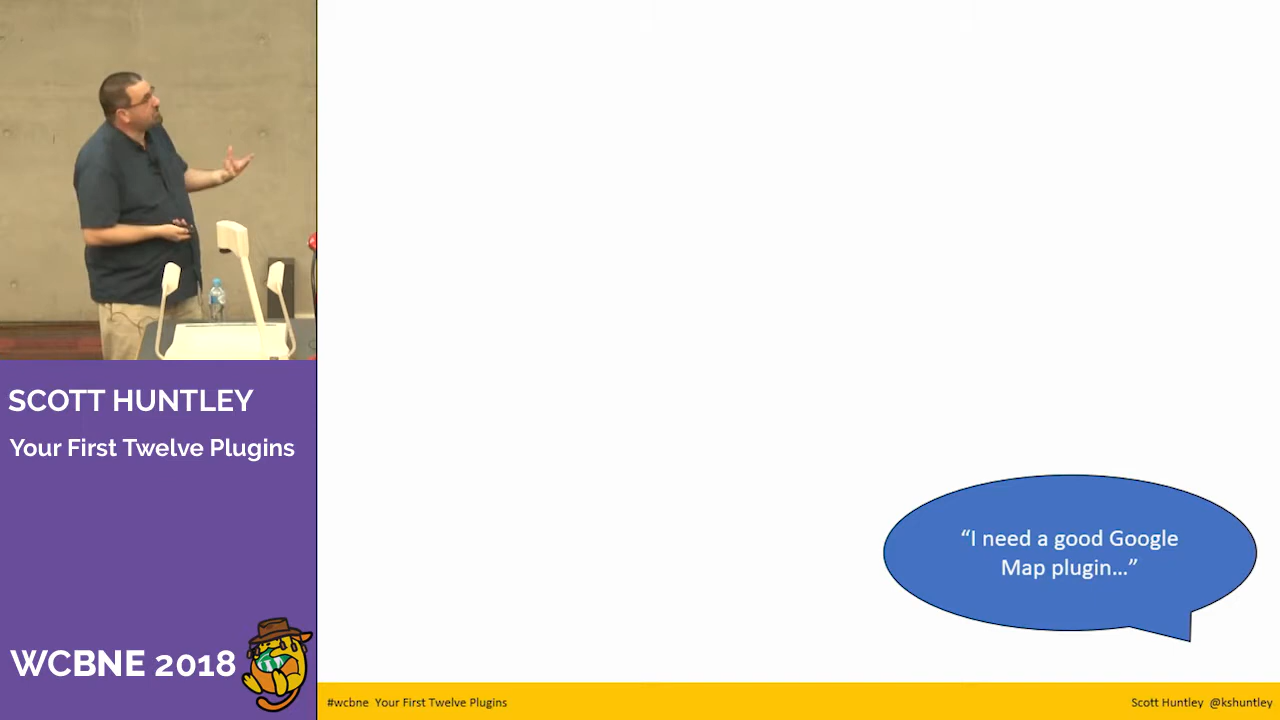 SCOTT HUNTLEY
Your First Twelve Plugins
WCBNE 2018
“I need a good Google
Map plugin…”
#wcbne Your First Twelve Plugins
Scott Huntley @kshuntley